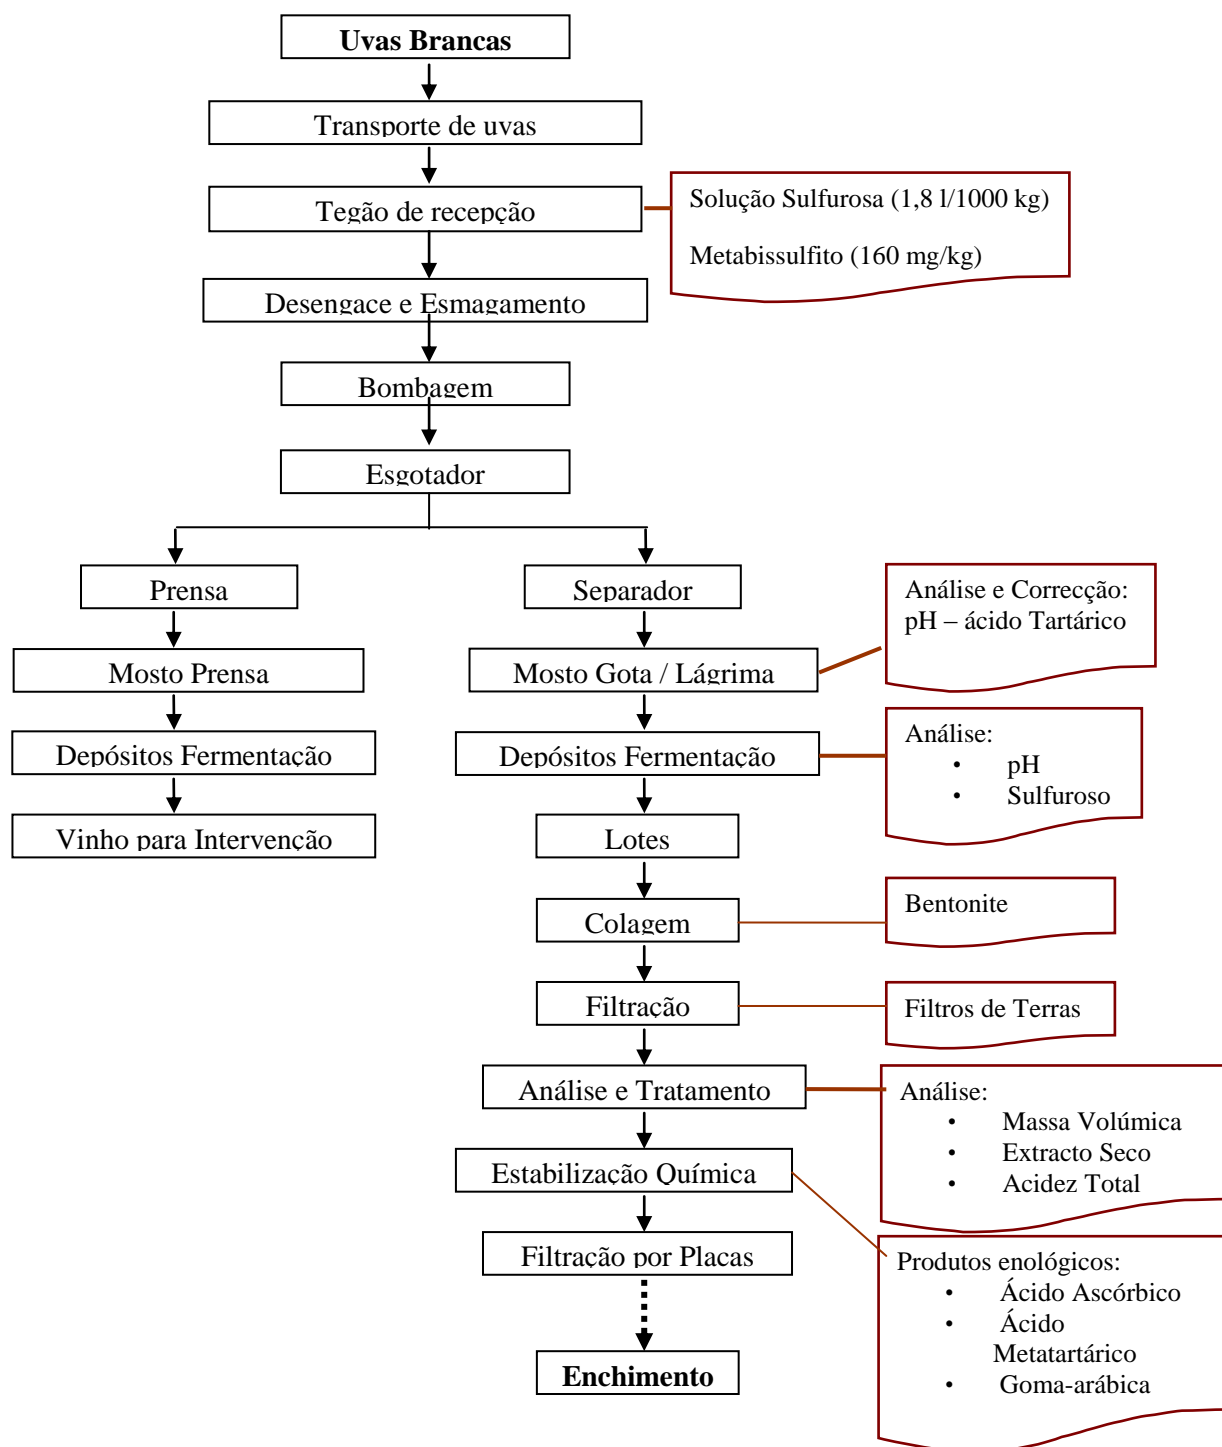 Uvas Brancas
Transporte de uvas
Tegão de recepção
Solução Sulfurosa (1,8 l/1000 kg)
Metabissulfito (160 mg/kg)
Desengace e Esmagamento
Bombagem
Esgotador
Prensa
Separador
Análise e Correcção:
pH – ácido Tartárico
Mosto Prensa
Mosto Gota / Lágrima
Depósitos Fermentação
Depósitos Fermentação
Análise:
• pH
• Sulfuroso
Vinho para Intervenção
Lotes
Colagem
Bentonite
Filtração
Filtros de Terras
Análise e Tratamento
Análise:
• Massa Volúmica
• Extracto Seco
• Acidez Total
Estabilização Química
Filtração por Placas
Produtos enológicos:
• Ácido Ascórbico
• Ácido
Metatartárico
• Goma-arábica
Enchimento